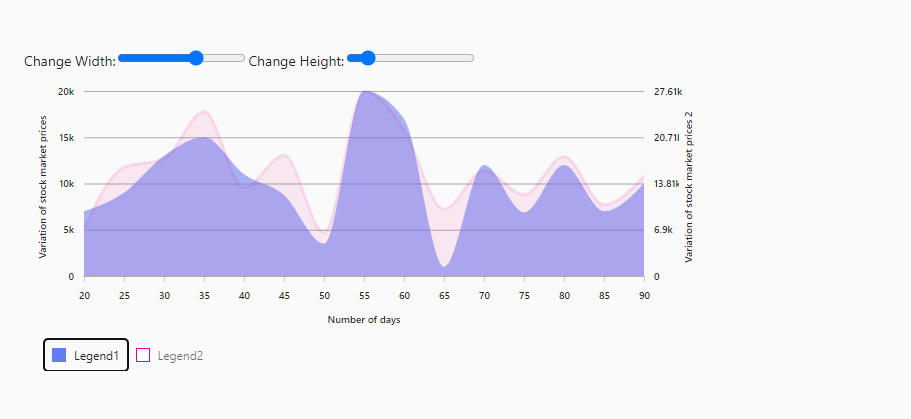 Change Width: Change Height:
Variation of stock market prices
20k
15k
10k
5k
0
27.61k
20.71k
13.81k
6.9k
0
Variation of stock market prices 2
20 25 30 35 40 45 50 55 60 65 70 75 80 85 90
Number of days
Legend1 Legend2